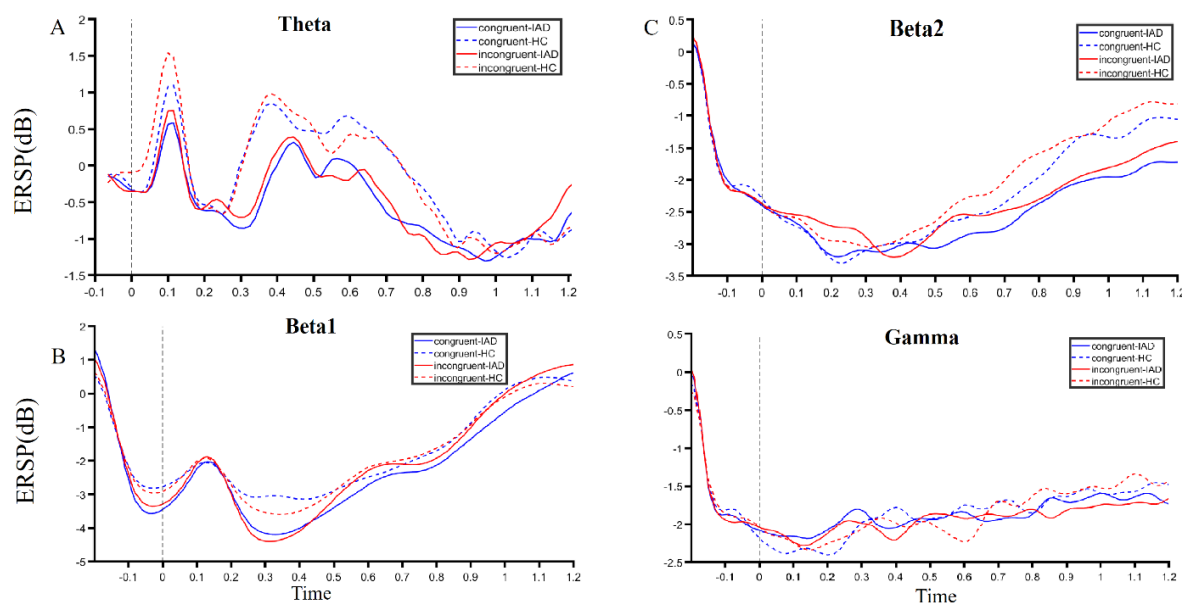 A
Theta
congruent-IAD
congruent-HC
incongruent-IAD
incongruent-HC
ERSP(dB)
2
1.5
1
0.5
0
-0.5
-1
-1.5
-0.1 0 0.1 0.2 0.3 0.4 0.5 0.6 0.7 0.8 0.9 1 1.1 1.2
B
Beta1
congruent-IAD
congruent-HC
incongruent-IAD
incongruent-HC
ERSP(dB)
2
1
0
-1
-2
-3
-4
-5
-0.1 0 0.1 0.2 0.3 0.4 0.5 0.6 0.7 0.8 0.9 1 1.1 1.2
Time
C
Beta2
congruent-IAD
congruent-HC
incongruent-IAD
incongruent-HC
0.5
0
-0.5
-1
-1.5
-2
-2.5
-3
-3.5
-0.1 0 0.1 0.2 0.3 0.4 0.5 0.6 0.7 0.8 0.9 1 1.1 1.2
Gamma
congruent-IAD
congruent-HC
incongruent-IAD
incongruent-HC
0.5
0
-0.5
-1
-1.5
-2
-2.5
-0.1 0 0.1 0.2 0.3 0.4 0.5 0.6 0.7 0.8 0.9 1 1.1 1.2
Time